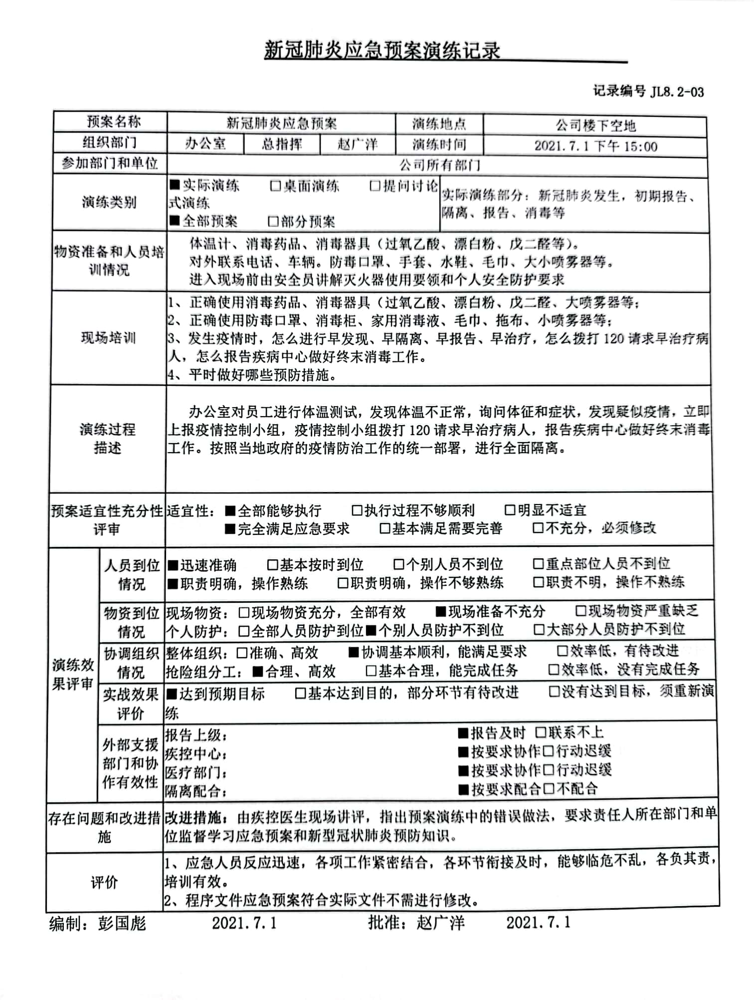 新冠肺炎应急预案演练记录
记录编号 JL8.2-03
预案名称 新冠肺炎应急预案 演练地点 公司楼下空地
组织部门 办公室 总指挥 赵广洋 演练时间 2021.7.1 下午 15:00
参加部门和单位 公司所有部门
演练类别
■实际演练 □桌面演练 □提问讨论
式演练
■全部预案 □部分预案
实际演练部分：新冠肺炎发生，初期报告、
隔离、报告、消毒等
物资准备和人员培
训情况
体温计、消毒药品、消毒器具（过氧乙酸、漂白粉、戊二醛等）。
对外联系电话、车辆。防毒口罩、手套、水鞋、毛巾、大小喷雾器等。
进入现场前由安全员讲解灭火器使用要领和个人安全防护要求
现场培训
1、正确使用消毒药品、消毒器具（过氧乙酸、漂白粉、戊二醛、大喷雾器等；
2、正确使用防毒口罩、消毒柜、家用消毒液、毛巾、拖布、小喷雾器等；
3、发生疫情时，怎么进行早发现、早隔离、早报告、早治疗，怎么拨打 120 请求早治疗病
人，怎么报告疾病中心做好终末消毒工作。
4、平时做好哪些预防措施。
演练过程
描述
办公室对员工进行体温测试，发现体温不正常，询问体征和症状，发现疑似疫情，立即
上报疫情控制小组，疫情控制小组拨打 120 请求早治疗病人，报告疾病中心做好终末消毒
工作。按照当地政府的疫情防治工作的统一部署，进行全面隔离。
预案适宜性充分性
评审
适宜性：■全部能够执行 □执行过程不够顺利 □明显不适宜
■完全满足应急要求 □基本满足需要完善 □不充分，必须修改
演练效
果评审
人员到位
情况
■迅速准确 □基本按时到位 □个别人员不到位 □重点部位人员不到位
■职责明确，操作熟练 □职责明确，操作不够熟练 □职责不明，操作不熟练
物资到位
情况
现场物资：□现场物资充分，全部有效 ■现场准备不充分 □现场物资严重缺乏
个人防护：□全部人员防护到位■个别人员防护不到位 □大部分人员防护不到位
协调组织
情况
整体组织：□准确、高效 ■协调基本顺利，能满足要求 □效率低，有待改进
抢险组分工：■合理、高效 □基本合理，能完成任务 □效率低，没有完成任务
实战效果
评价
■达到预期目标 □基本达到目的，部分环节有待改进 □没有达到目标，须重新演
练
外部支援
部门和协
作有效性
报告上级： ■报告及时 □联系不上
疾控中心： ■按要求协作□行动迟缓
医疗部门： ■按要求协作□行动迟缓
隔离配合： ■按要求配合□不配合
存在问题和改进措
施
改进措施：由疾控医生现场讲评，指出预案演练中的错误做法，要求责任人所在部门和单
位监督学习应急预案和新型冠状肺炎预防知识。
评价
1、应急人员反应迅速，各项工作紧密结合，各环节衔接及时，能够临危不乱，各负其责，
培训有效。
2、程序文件应急预案符合实际文件不需进行修改。
编制：彭国彪 2021.7.1 批准：赵广洋 2021.7.1